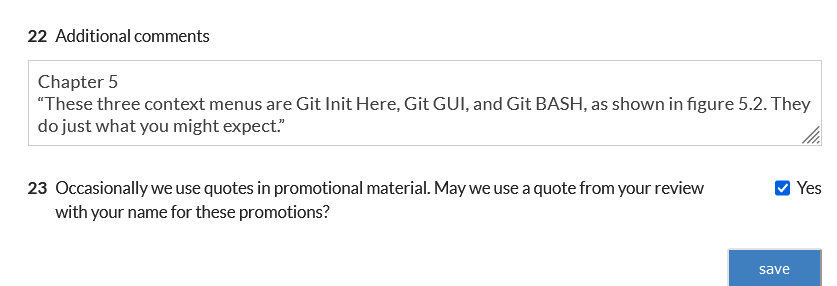 22 Additional comments
Chapter 5
“These three context menus are Git Init Here, Git GUI, and Git BASH, as shown in figure 5.2. They
do just what you might expect.”
23 Occasionally we use quotes in promotional material. May we use a quote from your review
with your name for these promotions?
Yes
save